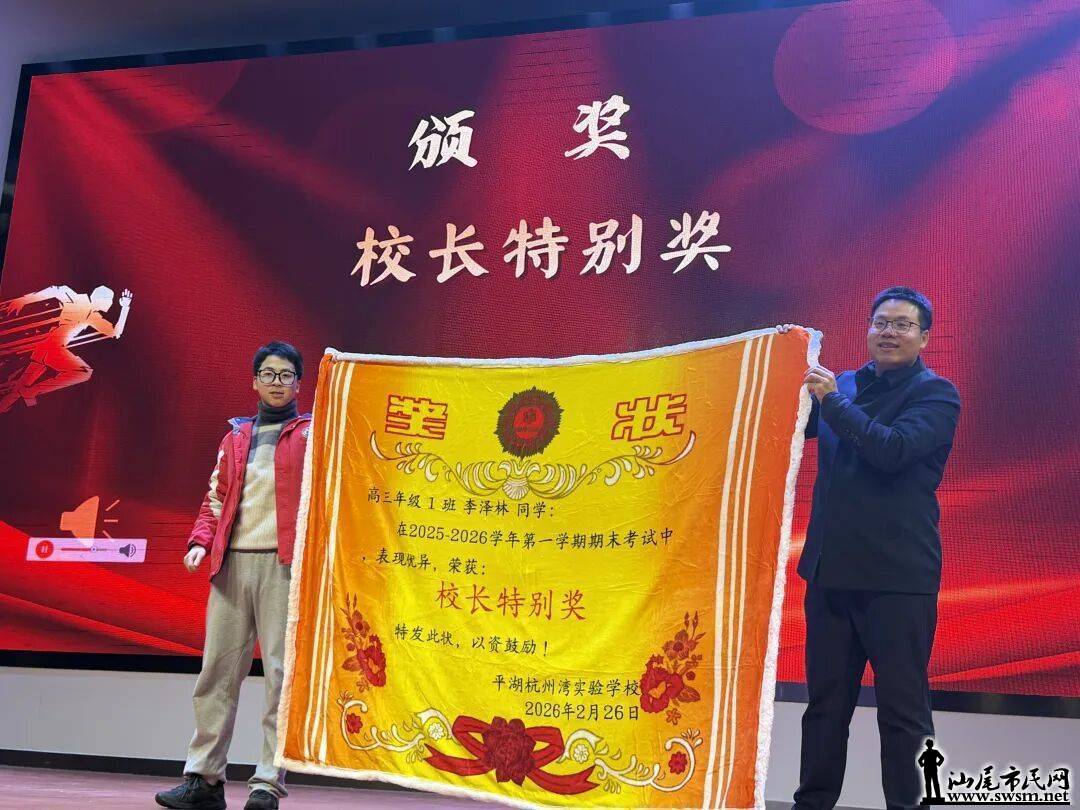 颁 奖
校长特别奖
奖 状
高三年级1班 李泽林 同学:
在2025-2026学年第一学期期末考试中
，表现优异，荣获:
校长特别奖
特发此状，以资鼓励!
平湖杭州湾实验学校
2026年2月26日
汕尾市民网
www.swsm.net